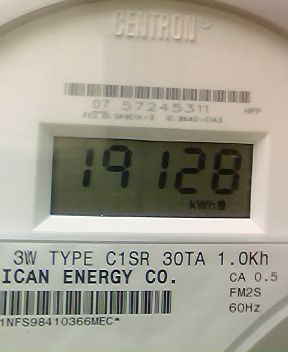 CENTRON®
07 57245311 HPP
19128
kWh
3W TYPE C1SR 30TA 1.0Kh
ICAN ENERGY CO. CA 0.5
FM2S
60Hz
1NFS98410366MEC*